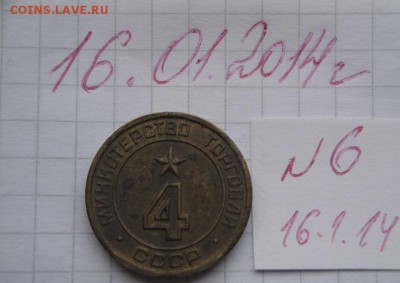 COINS.LAVE.RU
16.01.2014г
МИНИСТЕРСТВО ТОРГОВЛИ
4
СССР
N6
16.1.14